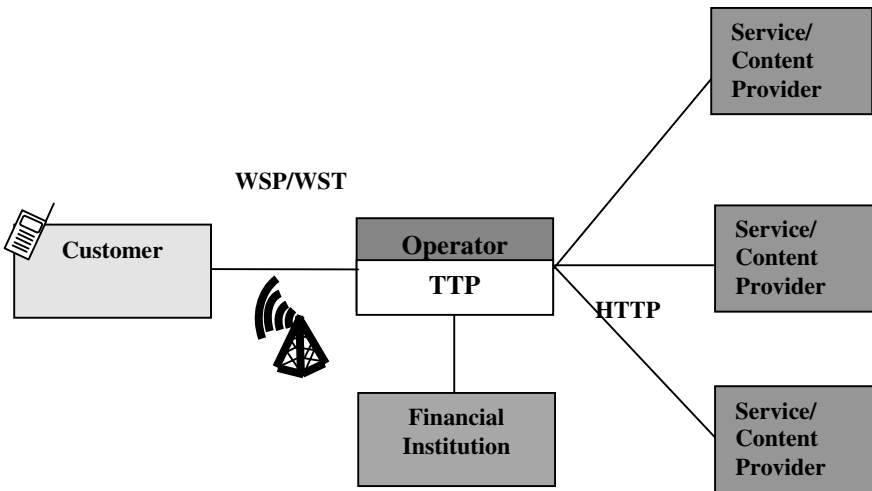 Service/
Content
Provider
WSP/WST
Customer
Operator
TTP
Service/
Content
Provider
HTTP
Financial
Institution
Service/
Content
Provider